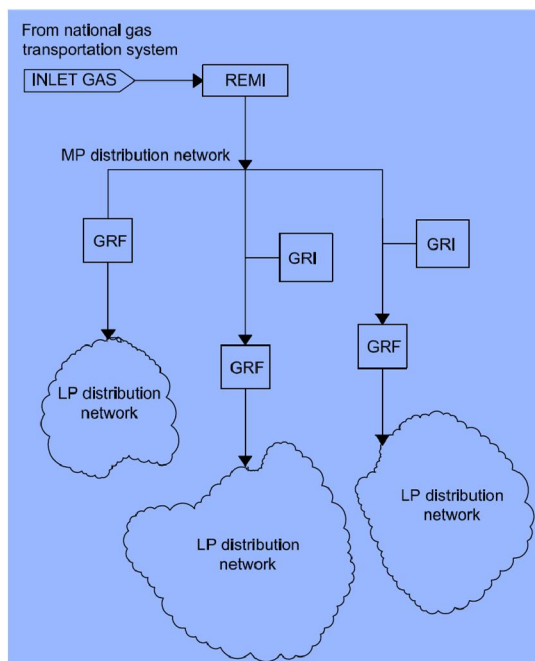 From national gas
transportation system
INLET GAS
REMI
MP distribution network
GRF
GRI
GRI
GRF
GRF
LP distribution
network
LP distribution
network
LP distribution
network